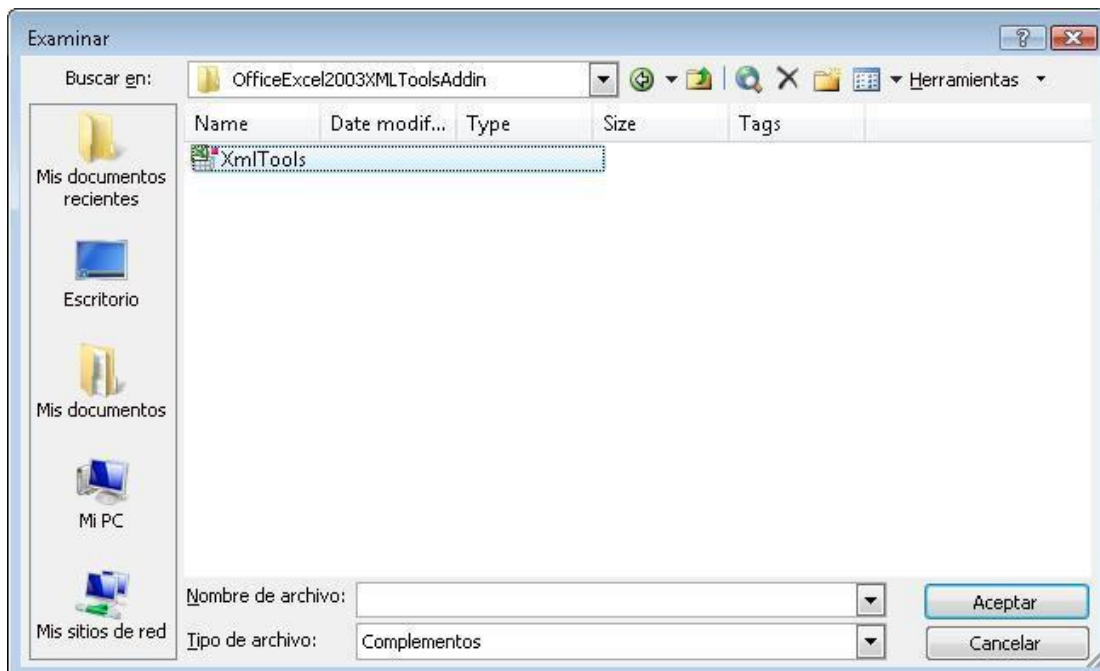 Examinar
Buscar en: OfficeExcel2003XMLToolsAddin Herramientas
Name Date modif... Type Size Tags
XmlTools
Mis documentos
recientes
Escritorio
Mis documentos
Mi PC
Mis sitios de red
Nombre de archivo: Aceptar
Tipo de archivo: Complementos Cancelar